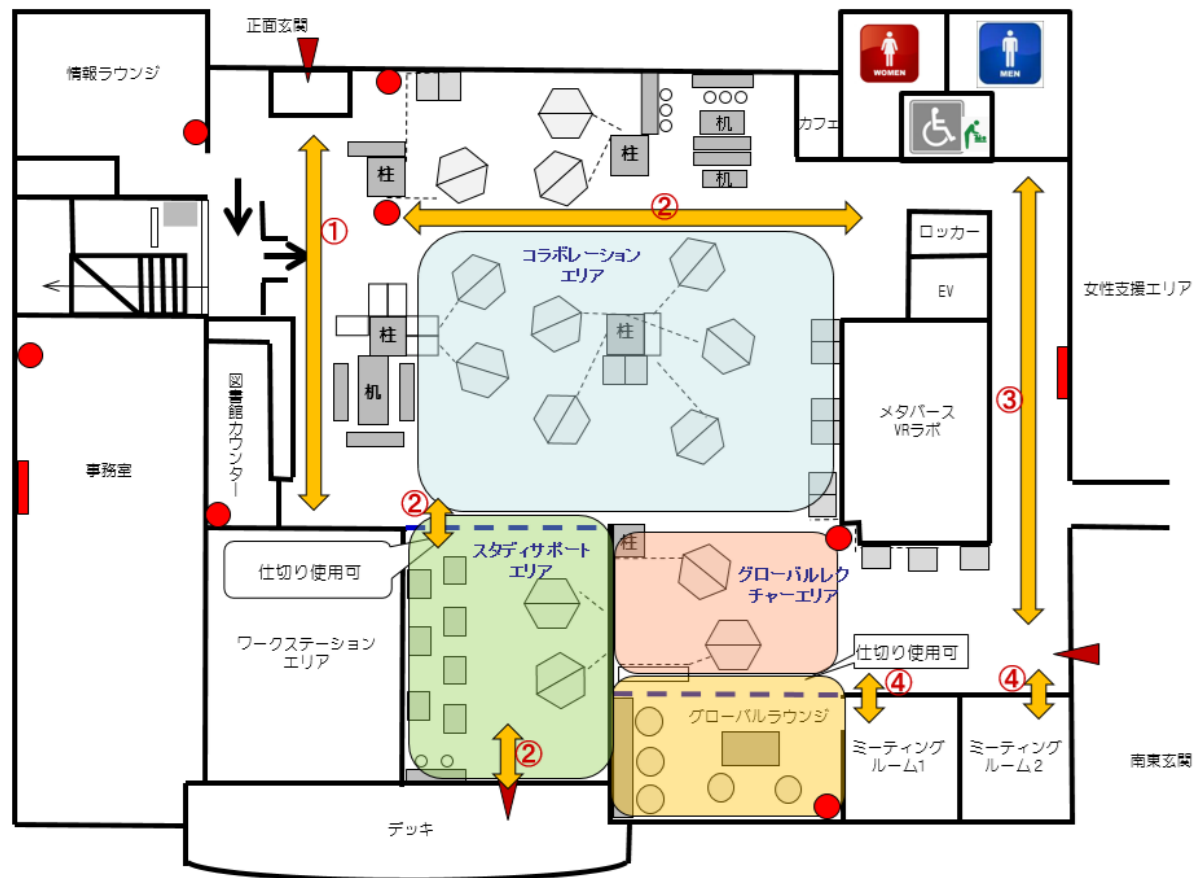 正面玄関
情報ラウンジ
WOMEN
MEN
カフェ
机
柱
柱
机
①
②
ロッカー
EV
女性支援エリア
コラボレーション
エリア
柱
柱
机
図書館カウンター
事務室
メタバース
VRラボ
③
②
仕切り使用可
スタディサポート
エリア
柱
グローバルレク
チャーエリア
ワークステーション
エリア
仕切り使用可
④
④
グローバルラウンジ
②
ミーティング
ルーム1
ミーティング
ルーム2
南東玄関
デッキ